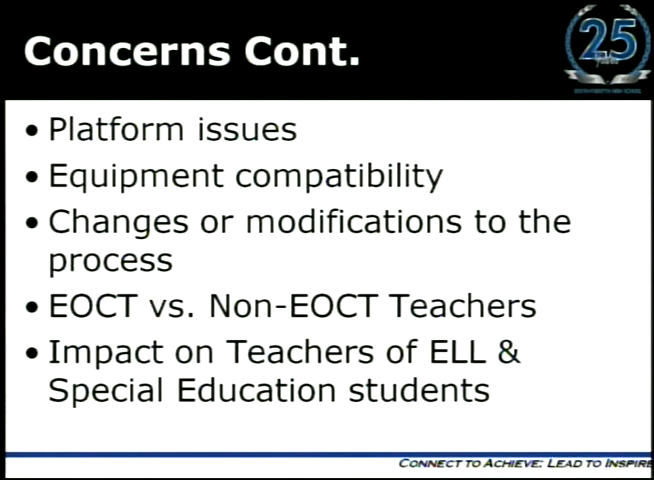 Concerns Cont.
25
• Platform issues
• Equipment compatibility
• Changes or modifications to the
process
• EOCT vs. Non-EOCT Teachers
• Impact on Teachers of ELL &
Special Education students
CONNECT TO ACHIEVE: LEAD TO INSPIRE